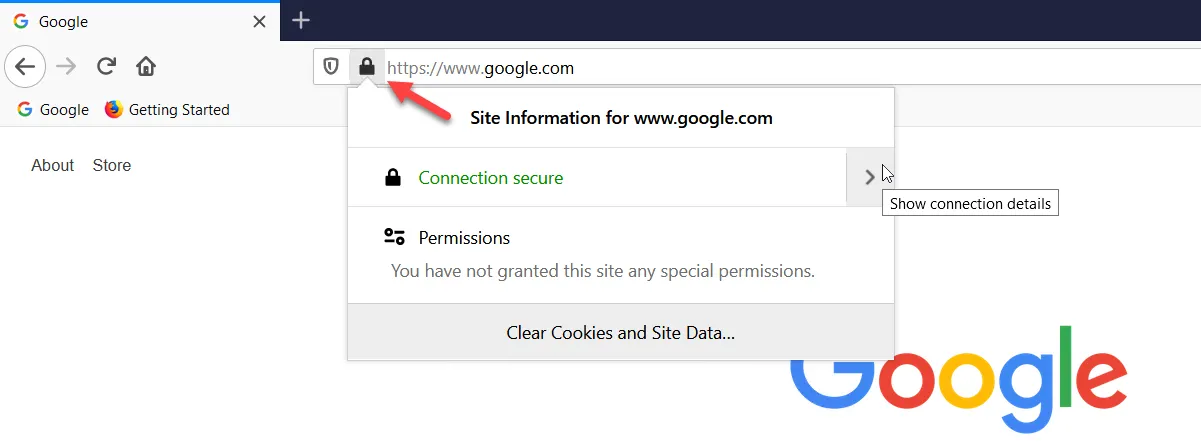 Google
https://www.google.com
Google Getting Started
Site Information for www.google.com
About Store
Connection secure
Show connection details
Permissions
You have not granted this site any special permissions.
Clear Cookies and Site Data...
Google